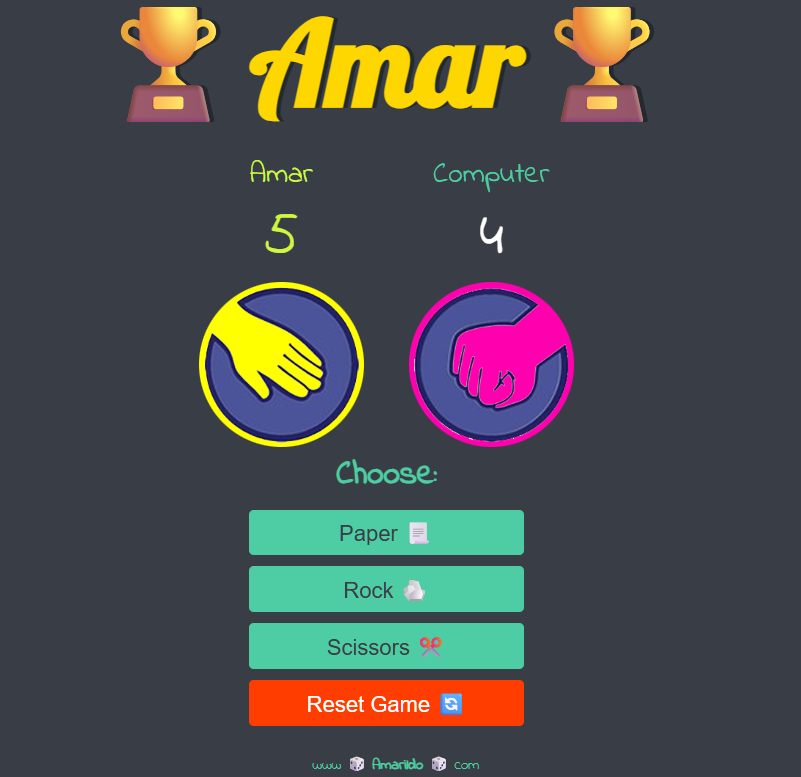 Amar
Amar Computer
5 4
Choose:
Paper
Rock
Scissors
Reset Game
www Amarildo com